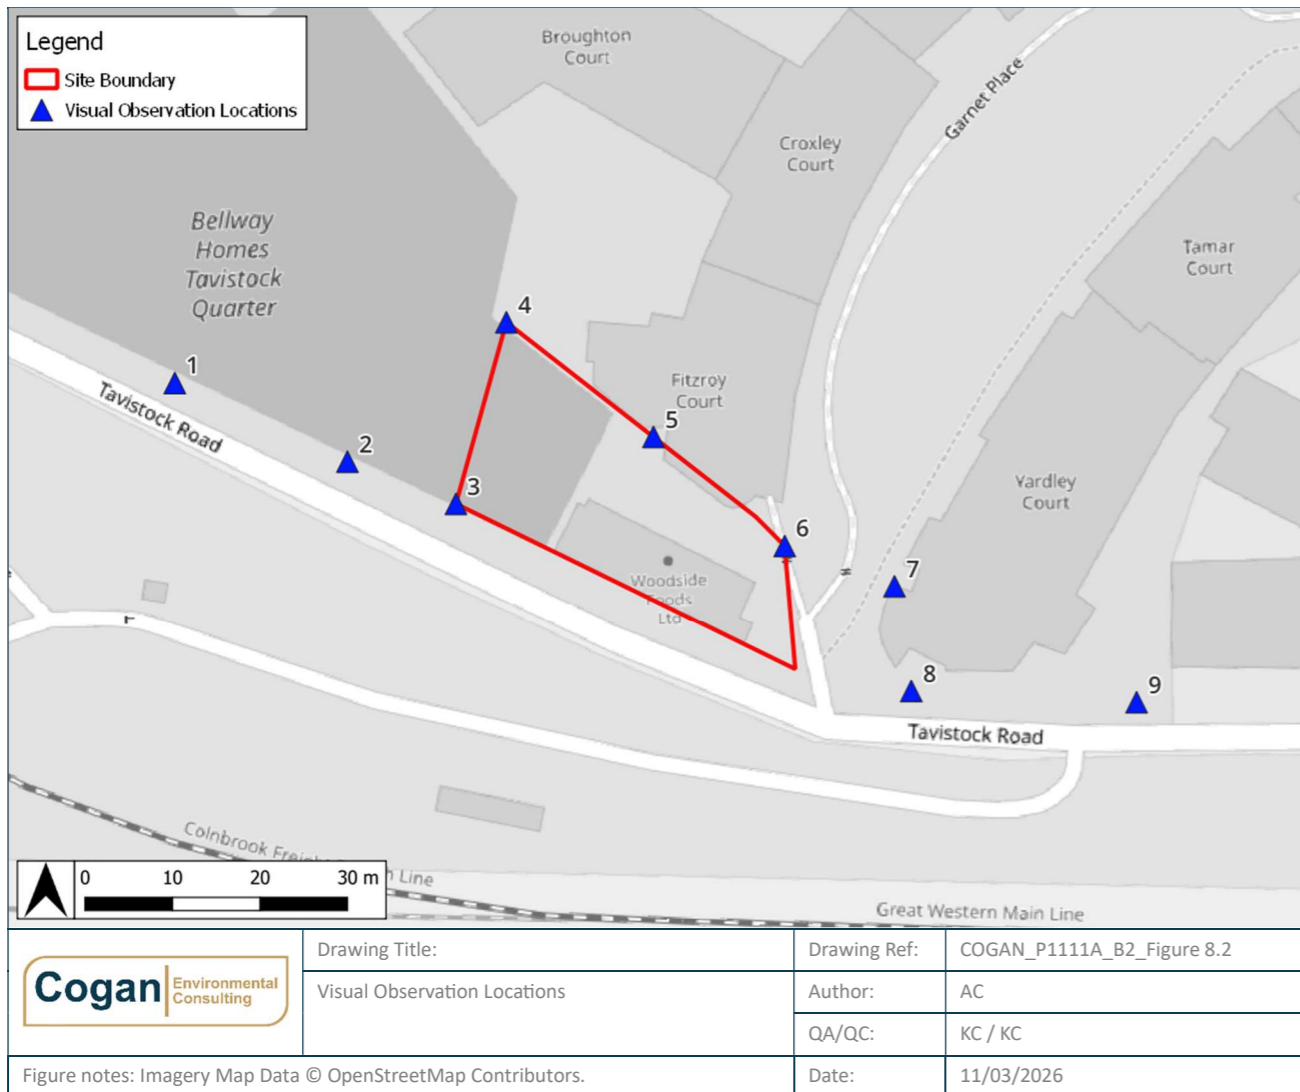 Legend
Site Boundary
Visual Observation Locations
Broughton
Court
Garnet Place
Croxley
Court
Bellway
Homes
Tavistock
Quarter
Tamar
Court
4
1
Tavistock Road
Fitzroy
Court
5
2
3
Yardley
Court
6
Woodside
Foods
Ltd
7
8
9
Tavistock Road
Colnbrook
Line
Great Western Main Line
0 10 20 30 m
Cogan
Environmental
Consulting
Drawing Title:
Visual Observation Locations
Drawing Ref: COGAN_P1111A_B2_Figure 8.2
Author: AC
QA/QC: KC / KC
Figure notes: Imagery Map Data © OpenStreetMap Contributors.
Date: 11/03/2026